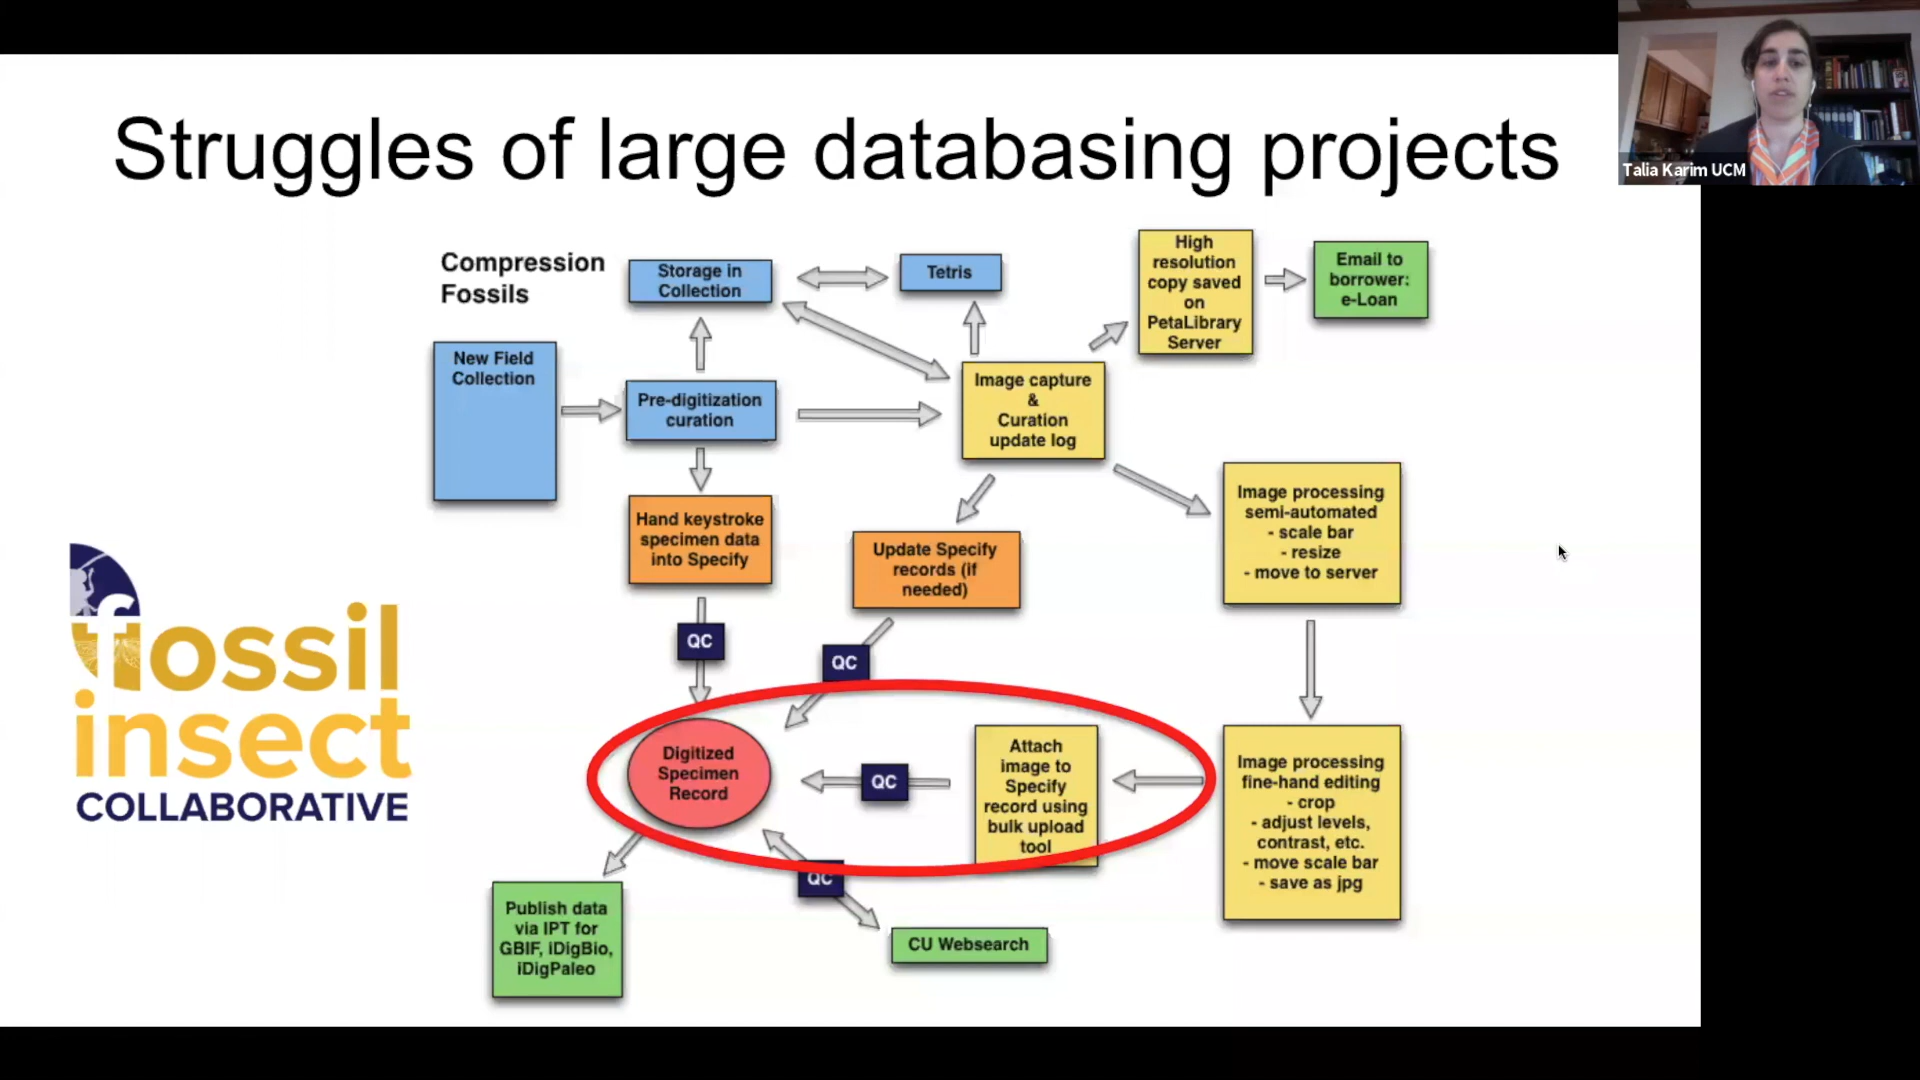 Struggles of large databasing projects
Talia Karim UCM
Compression
Fossils
Storage in
Collection
Tetris
High
resolution
copy saved
on
PetaLibrary
Server
Email to
borrower:
e-Loan
New Field
Collection
Pre-digitization
curation
Image capture
&
Curation
update log
Hand keystroke
specimen data
into Specify
Update Specify
records (if
needed)
Image processing
semi-automated
- scale bar
- resize
- move to server
QC
QC
fossil
insect
COLLABORATIVE
Digitized
Specimen
Record
QC
Attach
image to
Specify
record using
bulk upload
tool
Image processing
fine-hand editing
- crop
- adjust levels,
contrast, etc.
- move scale bar
- save as jpg
QC
Publish data
via IPT for
GBIF, iDigBio,
iDigPaleo
CU Websearch